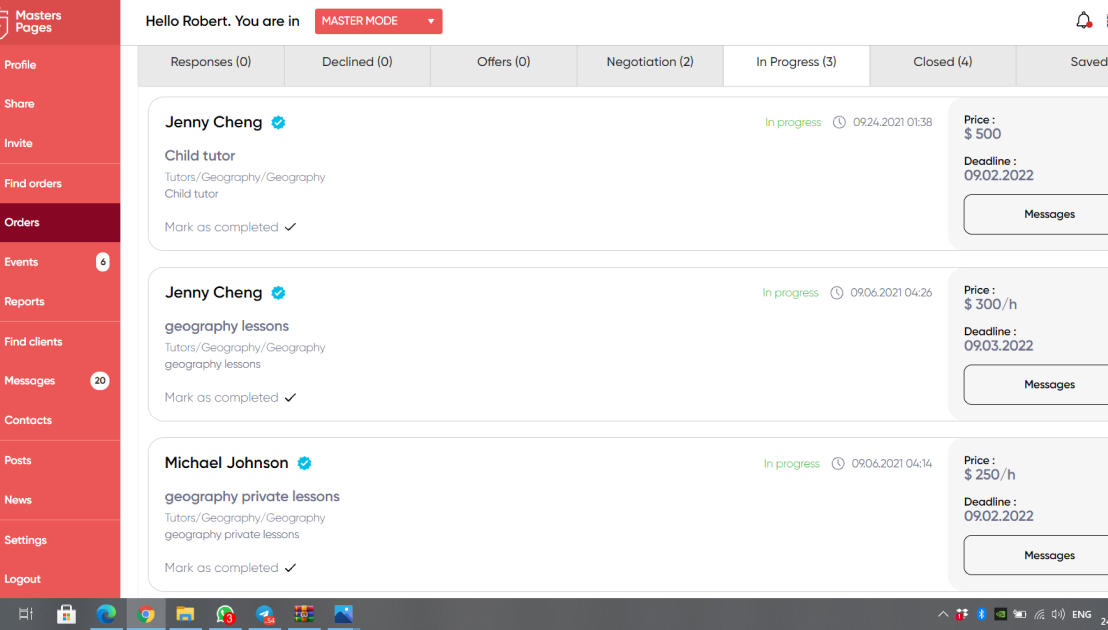 Masters
Pages
Hello Robert. You are in
MASTER MODE
Profile
Share
Invite
Find orders
Orders
Events
6
Reports
Find clients
Messages
20
Contacts
Posts
News
Settings
Logout
Responses (0)
Declined (0)
Offers (0)
Negotiation (2)
In Progress (3)
Closed (4)
Saved
Jenny Cheng
In progress
09.24.2021 01:38
Child tutor
Tutors/Geography/Geography
Child tutor
Mark as completed
Price :
$ 500
Deadline :
09.02.2022
Messages
Jenny Cheng
In progress
09.06.2021 04:26
geography lessons
Tutors/Geography/Geography
geography lessons
Mark as completed
Price :
$ 300/h
Deadline :
09.03.2022
Messages
Michael Johnson
In progress
09.06.2021 04:14
geography private lessons
Tutors/Geography/Geography
geography private lessons
Mark as completed
Price :
$ 250/h
Deadline :
09.02.2022
Messages
3
54
1
ENG